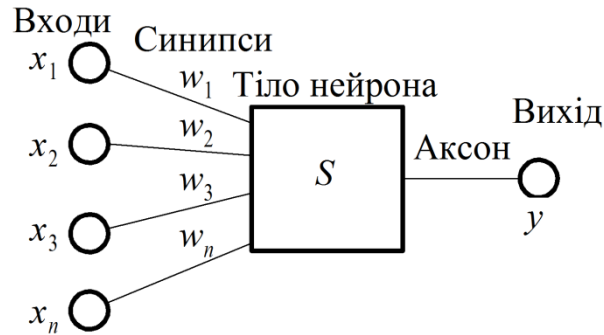 Входи
Синипси
x1
w1
Тіло нейрона
x2
w2
Вихід
Аксон
S
w3
x3
y
wn
xn